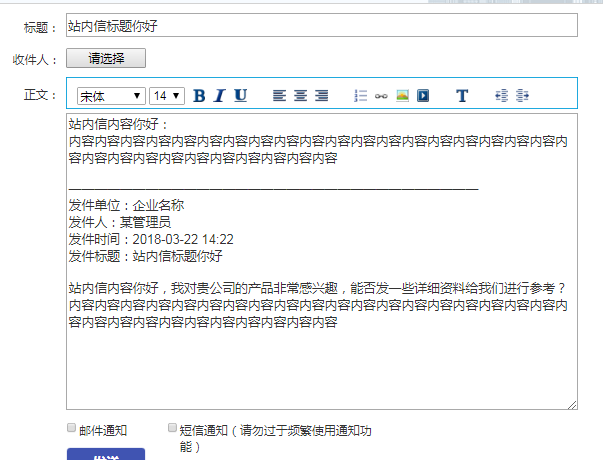 标题： 站内信标题你好
收件人： 请选择
正文： 宋体 14 B I U T
站内信内容你好：
内容内容内容内容内容内容内容内容内容内容内容内容内容内容内容内容内容内容内容内
容内容内容内容内容内容内容内容内容内容内容
发件单位：企业名称
发件人：某管理员
发件时间：2018-03-22 14:22
发件标题：站内信标题你好
站内信内容你好，我对贵公司的产品非常感兴趣，能否发一些详细资料给我们进行参考？
内容内容内容内容内容内容内容内容内容内容内容内容内容内容内容内容内容内容内容内
容内容内容内容内容内容内容内容内容内容内容
邮件通知 短信通知（请勿过于频繁使用通知功
能）
发送